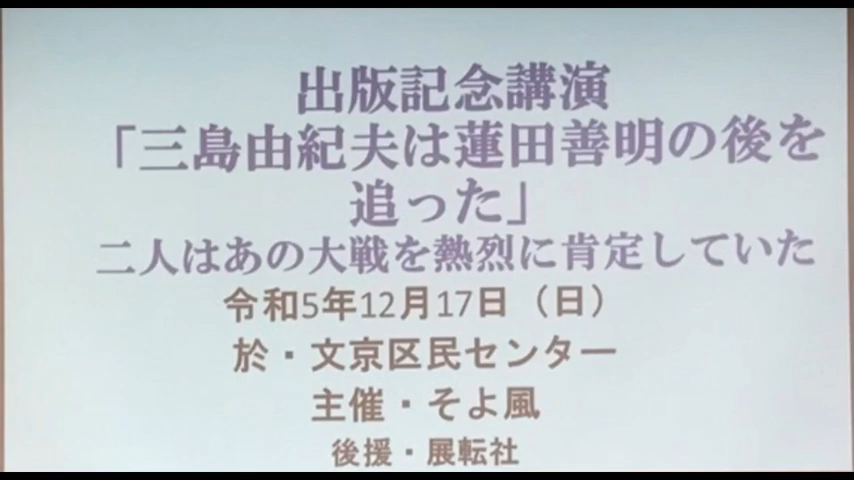 出版記念講演
「三島由紀夫は蓮田善明の後を
追った」
二人はあの大戦を熱烈に肯定していた
令和5年12月17日（日）
於・文京区民センター
主催・そよ風
後援・展転社